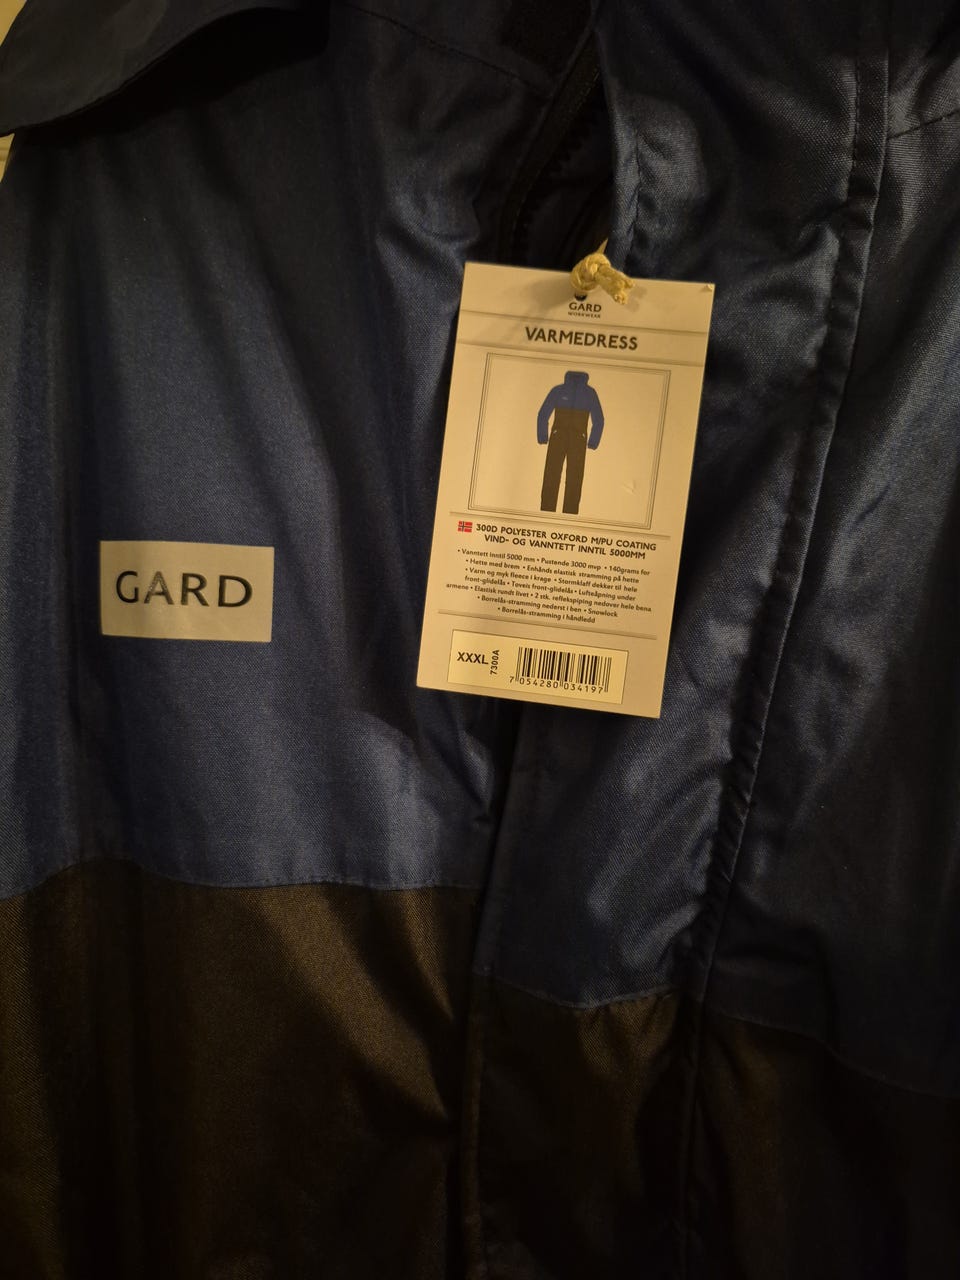 GARD
WORKWEAR
VARMEDRESS
300D POLYESTER OXFORD M/PU COATING
VIND- OG VANNTETT INNTIL 5000MM
• Vanntett inntil 5000 mm • Pustende 3000 mvp • 140grams for
• Hette med brem • Enhånds elastisk stramming på hette
• Varm og myk fleece i krage • Stormklaff dekker til hele
front-glidelås • Toveis front-glidelås • Lufteåpning under
armene • Elastisk rundt livet • 2 stk. reflekspiping nedover hele bena
• Borrelås-stramming nederst i ben • Snowlock
• Borrelås-stramming i håndledd
XXXL
7300A
7 054280 034197
GARD